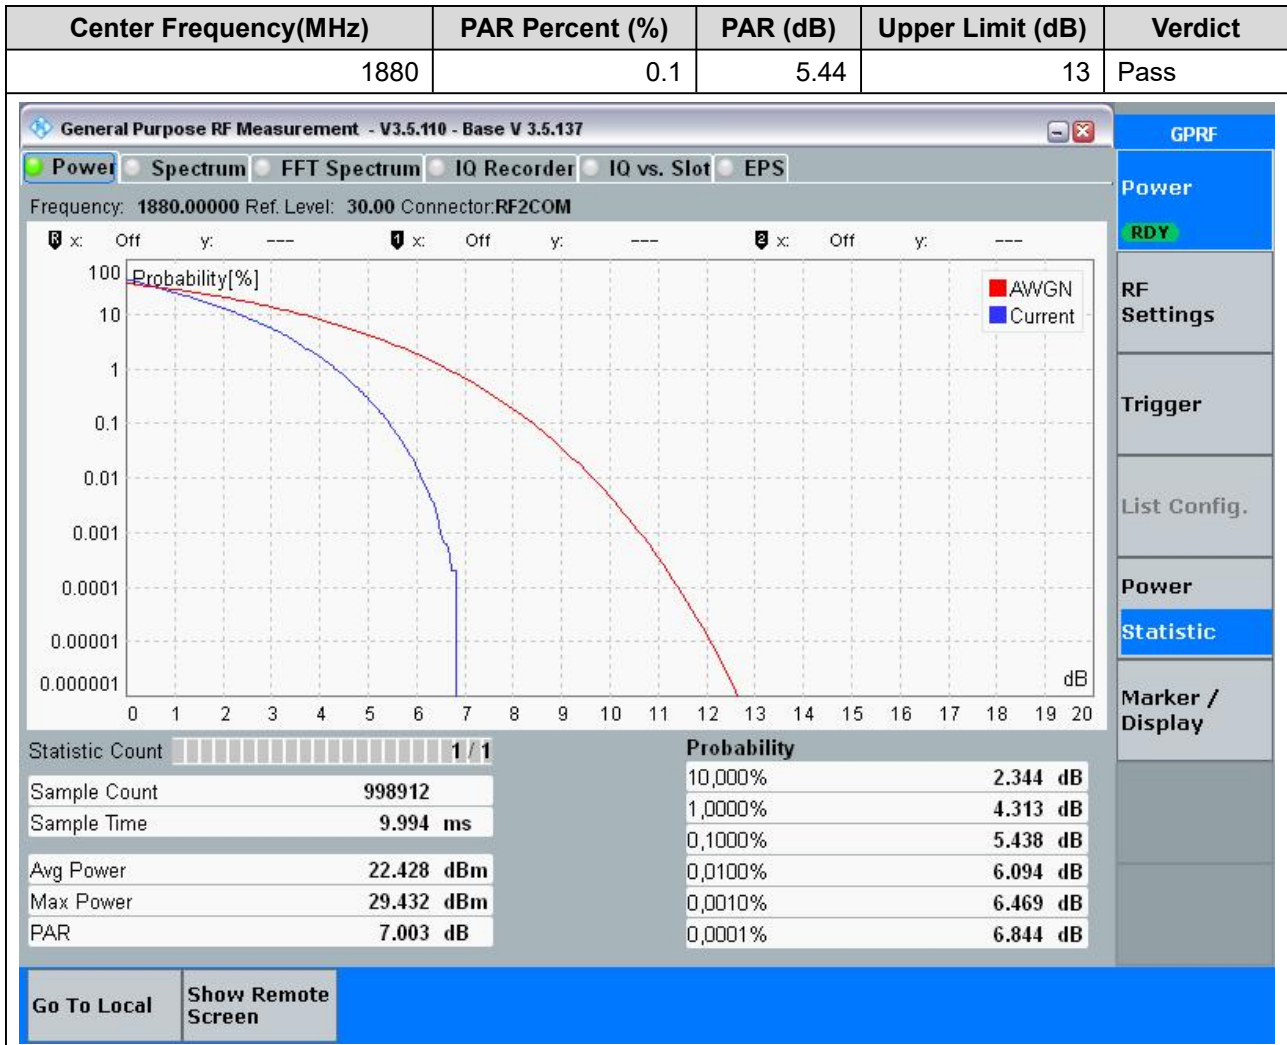 Center Frequency(MHz) PAR Percent (%) PAR (dB) Upper Limit (dB) Verdict
1880 0.1 5.44 13 Pass
General Purpose RF Measurement - V3.5.110 - Base V 3.5.137
GPRF
Power Spectrum FFT Spectrum IQ Recorder IQ vs. Slot EPS
Power
RDY
Frequency: 1880.00000 Ref. Level: 30.00 Connector:RF2COM
R x: Off y: --- 1 x: Off y: --- 2 x: Off y: ---
Probability[%]
AWGN
Current
100
10
1
0.1
0.01
0.001
0.0001
0.00001
0.000001
dB
0 1 2 3 4 5 6 7 8 9 10 11 12 13 14 15 16 17 18 19 20
RF
Settings
Trigger
List Config.
Power
Statistic
Marker /
Display
Statistic Count 1 / 1
Sample Count 998912
Sample Time 9.994 ms
Avg Power 22.428 dBm
Max Power 29.432 dBm
PAR 7.003 dB
Probability
10,000% 2.344 dB
1,0000% 4.313 dB
0,1000% 5.438 dB
0,0100% 6.094 dB
0,0010% 6.469 dB
0,0001% 6.844 dB
Go To Local
Show Remote
Screen